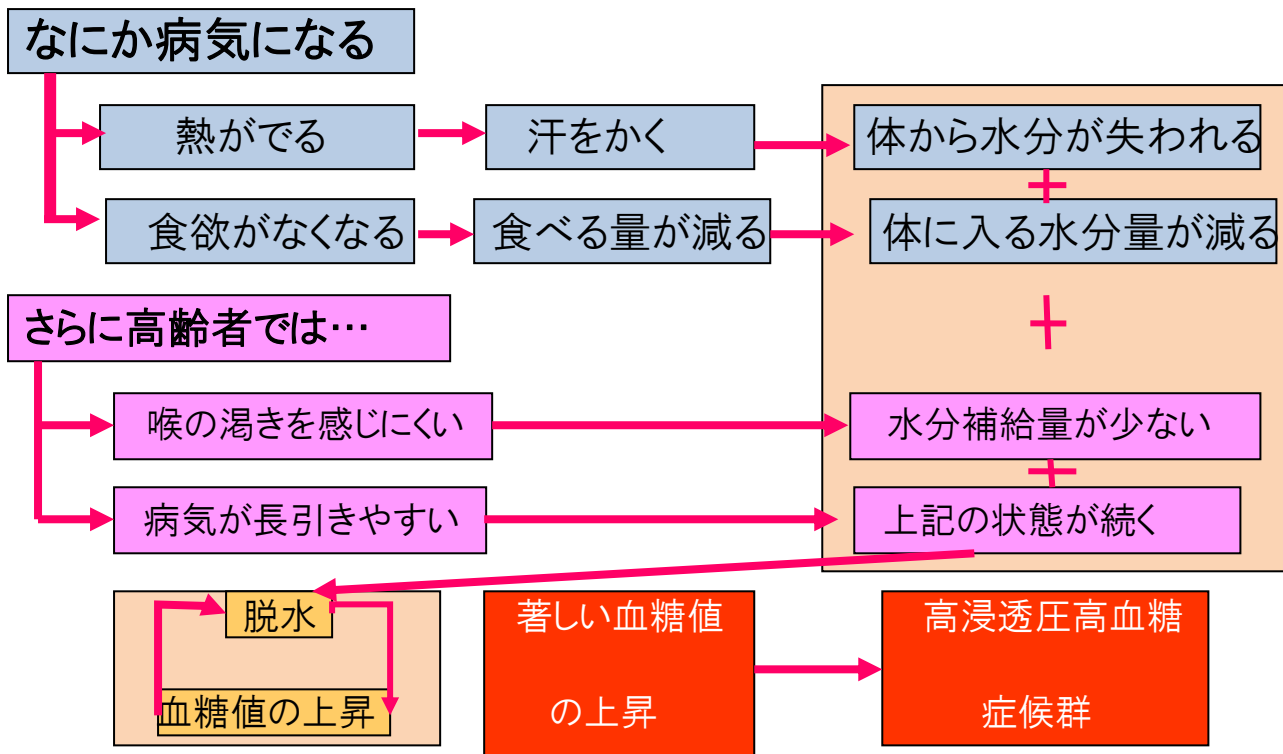 なにか病気になる
熱がでる
汗をかく
体から水分が失われる
+
食欲がなくなる
食べる量が減る
体に入る水分量が減る
+
さらに高齢者では…
喉の渇きを感じにくい
水分補給量が少ない
+
病気が長引きやすい
上記の状態が続く
脱水
血糖値の上昇
著しい血糖値
の上昇
高浸透圧高血糖
症候群